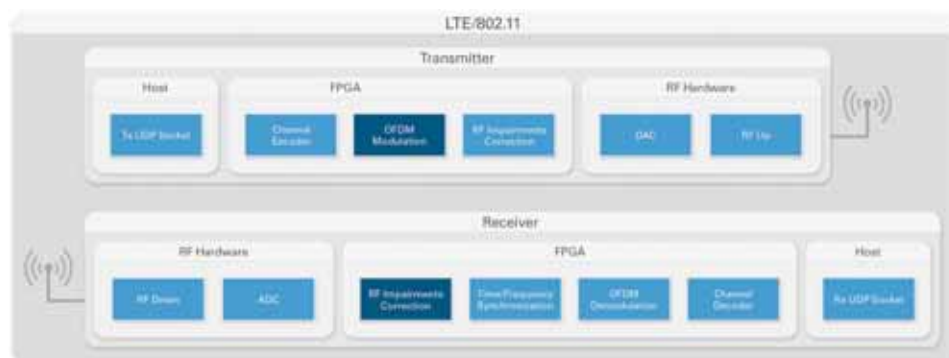 LTE/802.11
Transmitter
Host
FPGA
RF Hardware
Tx UDP Socket
Channel
Encoder
OFDM
Modulation
RF Impairments
Correction
DAC
RF Up
Receiver
RF Hardware
FPGA
Host
RF Down
ADC
RF Impairments
Correction
Time/Frequency
Synchronization
OFDM
Demodulation
Channel
Decoder
Rx UDP Socket